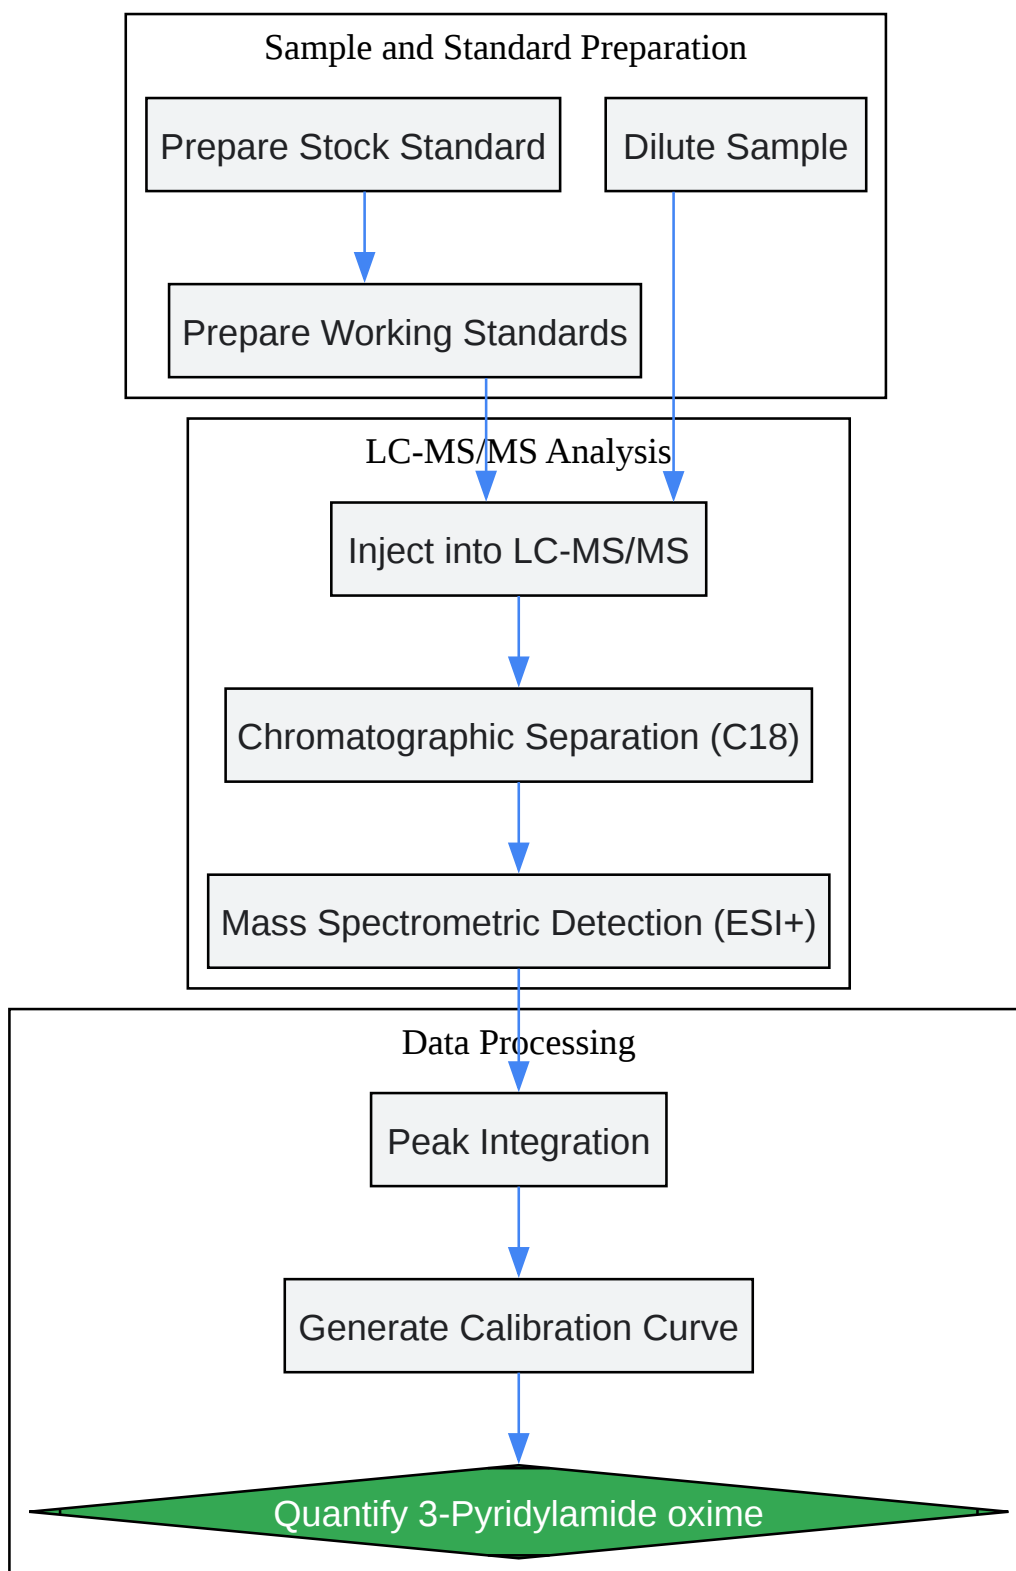 Sample and Standard Preparation
Prepare Stock Standard
Dilute Sample
Prepare Working Standards
LC-MS/MS Analysis
Inject into LC-MS/MS
Chromatographic Separation (C18)
Mass Spectrometric Detection (ESI+)
Data Processing
Peak Integration
Generate Calibration Curve
Quantify 3-Pyridylamide oxime